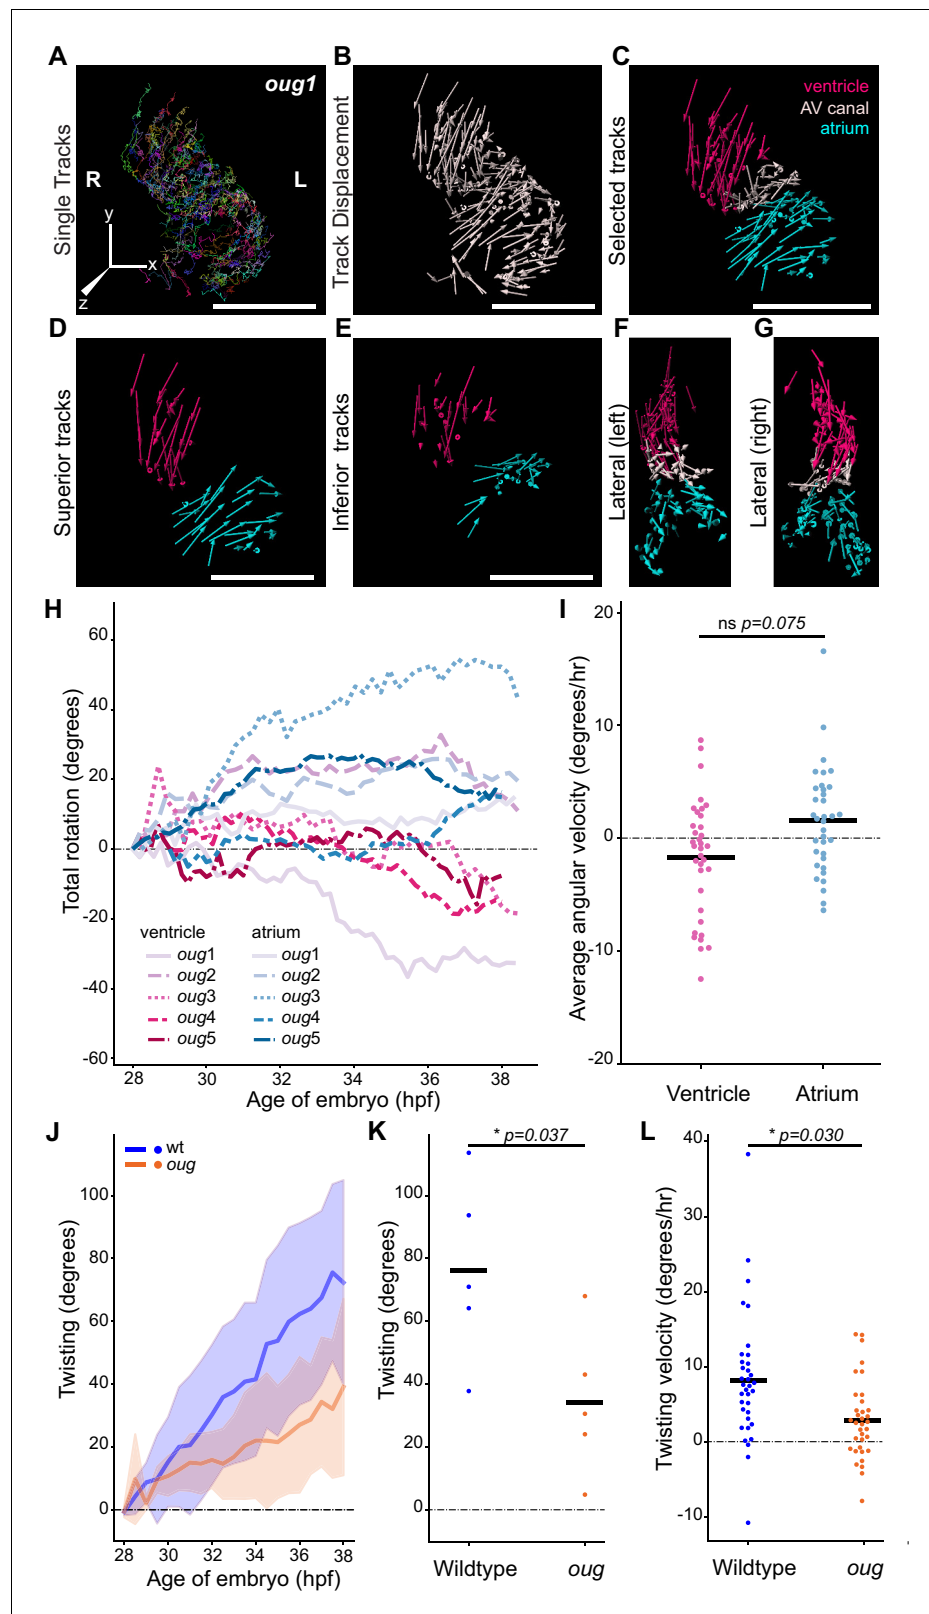 A
B
C
Single Tracks
oug1
R
L
y
x
z
Track Displacement
Selected tracks
ventricle
AV canal
atrium
D
E
F
G
Superior tracks
Inferior tracks
Lateral (left)
Lateral (right)
H
Total rotation (degrees)
60
40
20
0
-20
-40
-60
ventricle
oug1
oug2
oug3
oug4
oug5
atrium
oug1
oug2
oug3
oug4
oug5
28
30
32
34
36
38
Age of embryo (hpf)
I
Average angular velocity (degrees/hr)
20
10
0
-10
-20
ns p=0.075
Ventricle
Atrium
J
Twisting (degrees)
wt
oug
100
80
60
40
20
0
28
30
32
34
36
38
Age of embryo (hpf)
K
Twisting (degrees)
* p=0.037
100
80
60
40
20
0
Wildtype
oug
L
Twisting velocity (degrees/hr)
* p=0.030
40
30
20
10
0
-10
Wildtype
oug